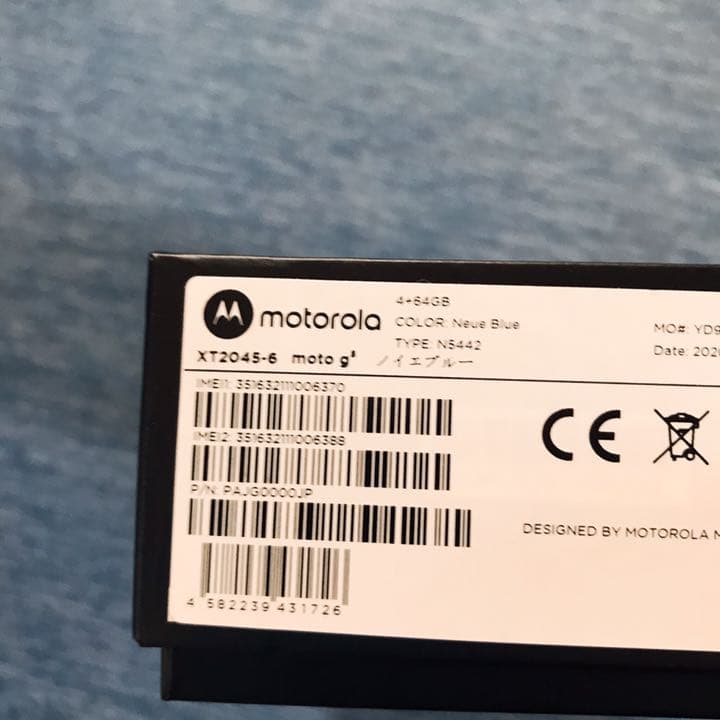 motorola
4+64GB
COLOR: Neue Blue
TYPE: N5442
XT2045-6 moto g⁸ ノイエブルー
MO#: YD9
Date: 202
IMEI1: 351632111006370
IMEI2: 351632111006388
P/N: PAJG0000JP
4 582239 431726
CE
DESIGNED BY MOTOROLA M